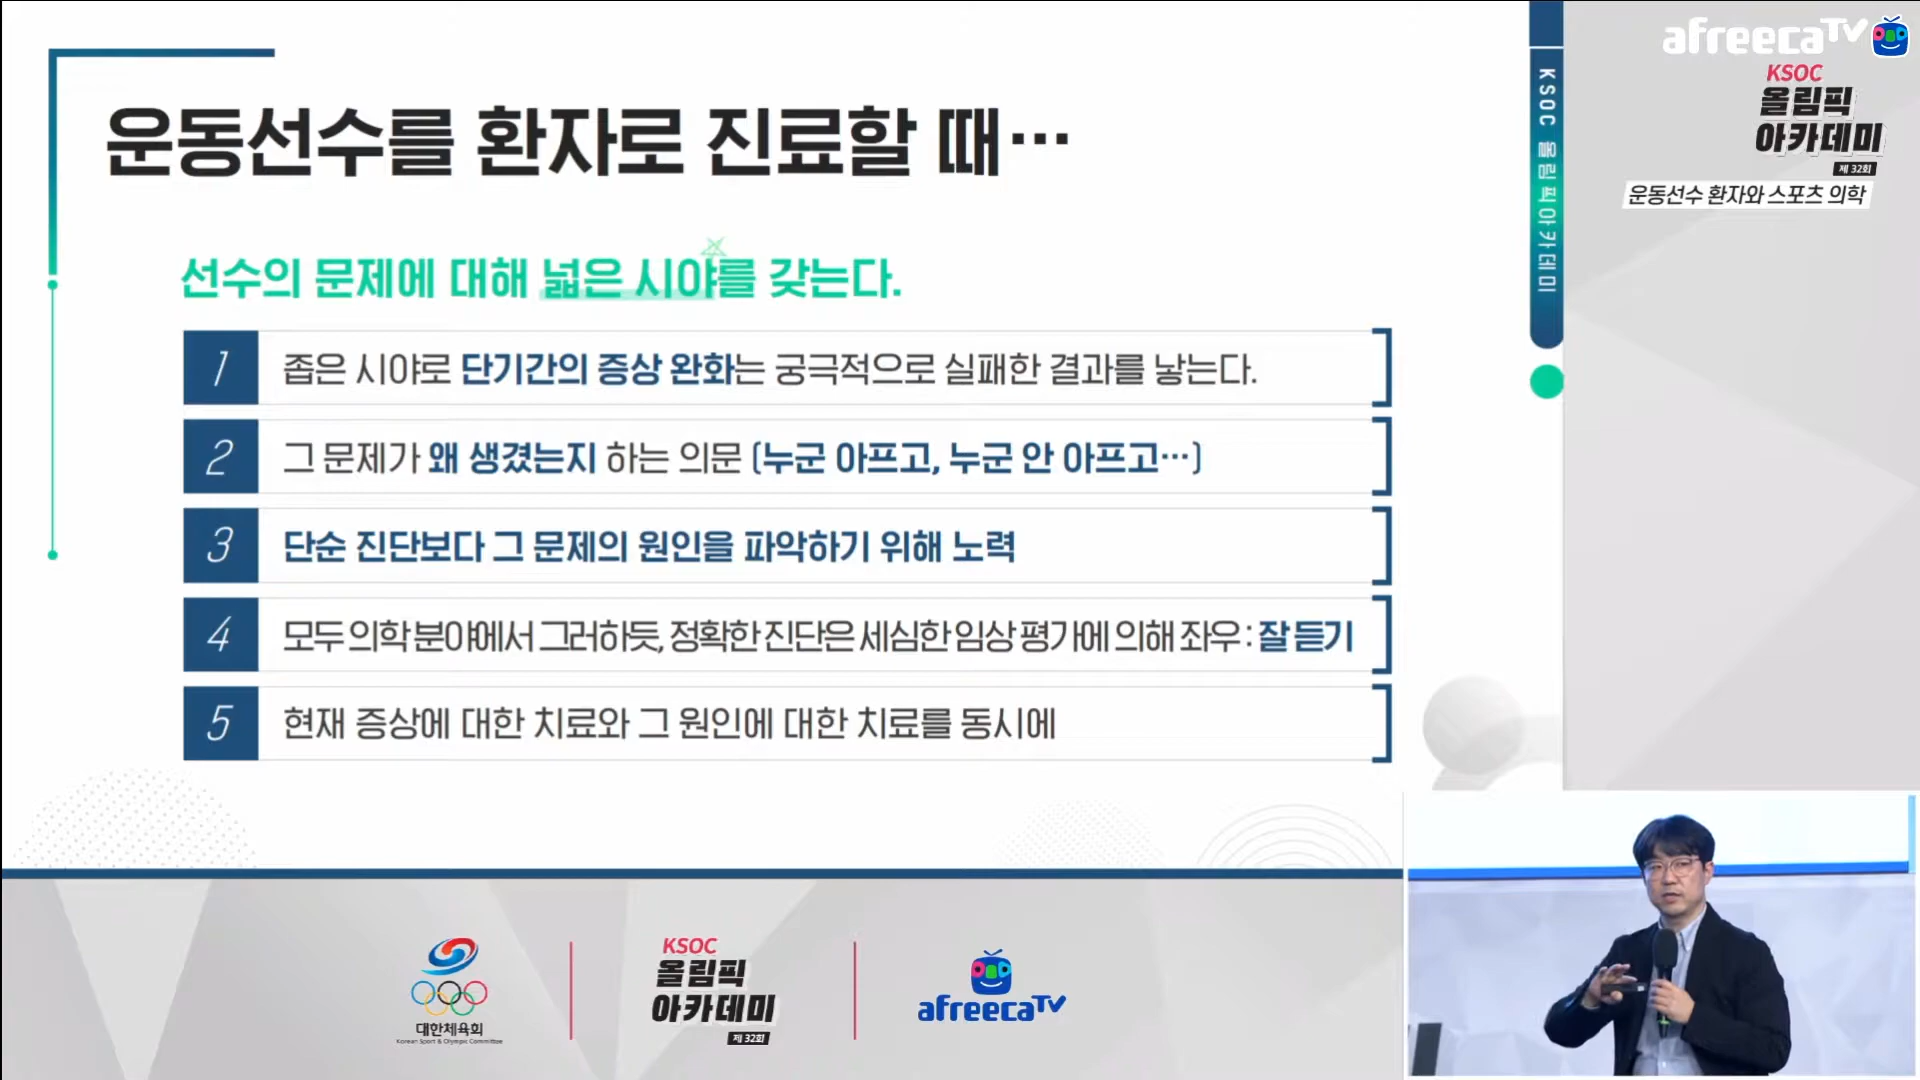 운동선수를 환자로 진료할 때…
선수의 문제에 대해 넓은 시야를 갖는다.
1 좁은 시야로 단기간의 증상 완화는 궁극적으로 실패한 결과를 낳는다.
2 그 문제가 왜 생겼는지 하는 의문 (누군 아프고, 누군 안 아프고…)
3 단순 진단보다 그 문제의 원인을 파악하기 위해 노력
4 모두 의학 분야에서 그러하듯, 정확한 진단은 세심한 임상 평가에 의해 좌우 : 잘 듣기
5 현재 증상에 대한 치료와 그 원인에 대한 치료를 동시에
KSOC 올림픽아카데미
afreecaTV
KSOC
올림픽
아카데미
제 32회
운동선수 환자와 스포츠 의학
대한체육회
Korean Sport & Olympic Committee
KSOC
올림픽
아카데미
제 32회
afreecaTV